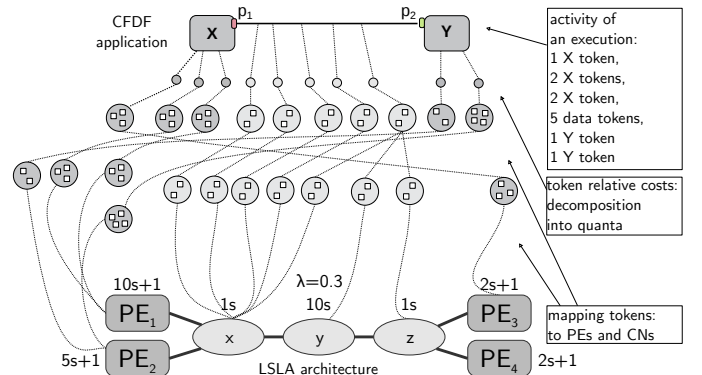 CFDF
application
X
p1
p2
Y
activity of
an execution:
1 X token,
2 X tokens,
2 X token,
5 data tokens,
1 Y token
1 Y token
token relative costs:
decomposition
into quanta
mapping tokens:
to PEs and CNs
10s+1
PE1
5s+1
PE2
1s
x
λ=0.3
10s
y
1s
z
2s+1
PE3
PE4
2s+1
LSLA architecture